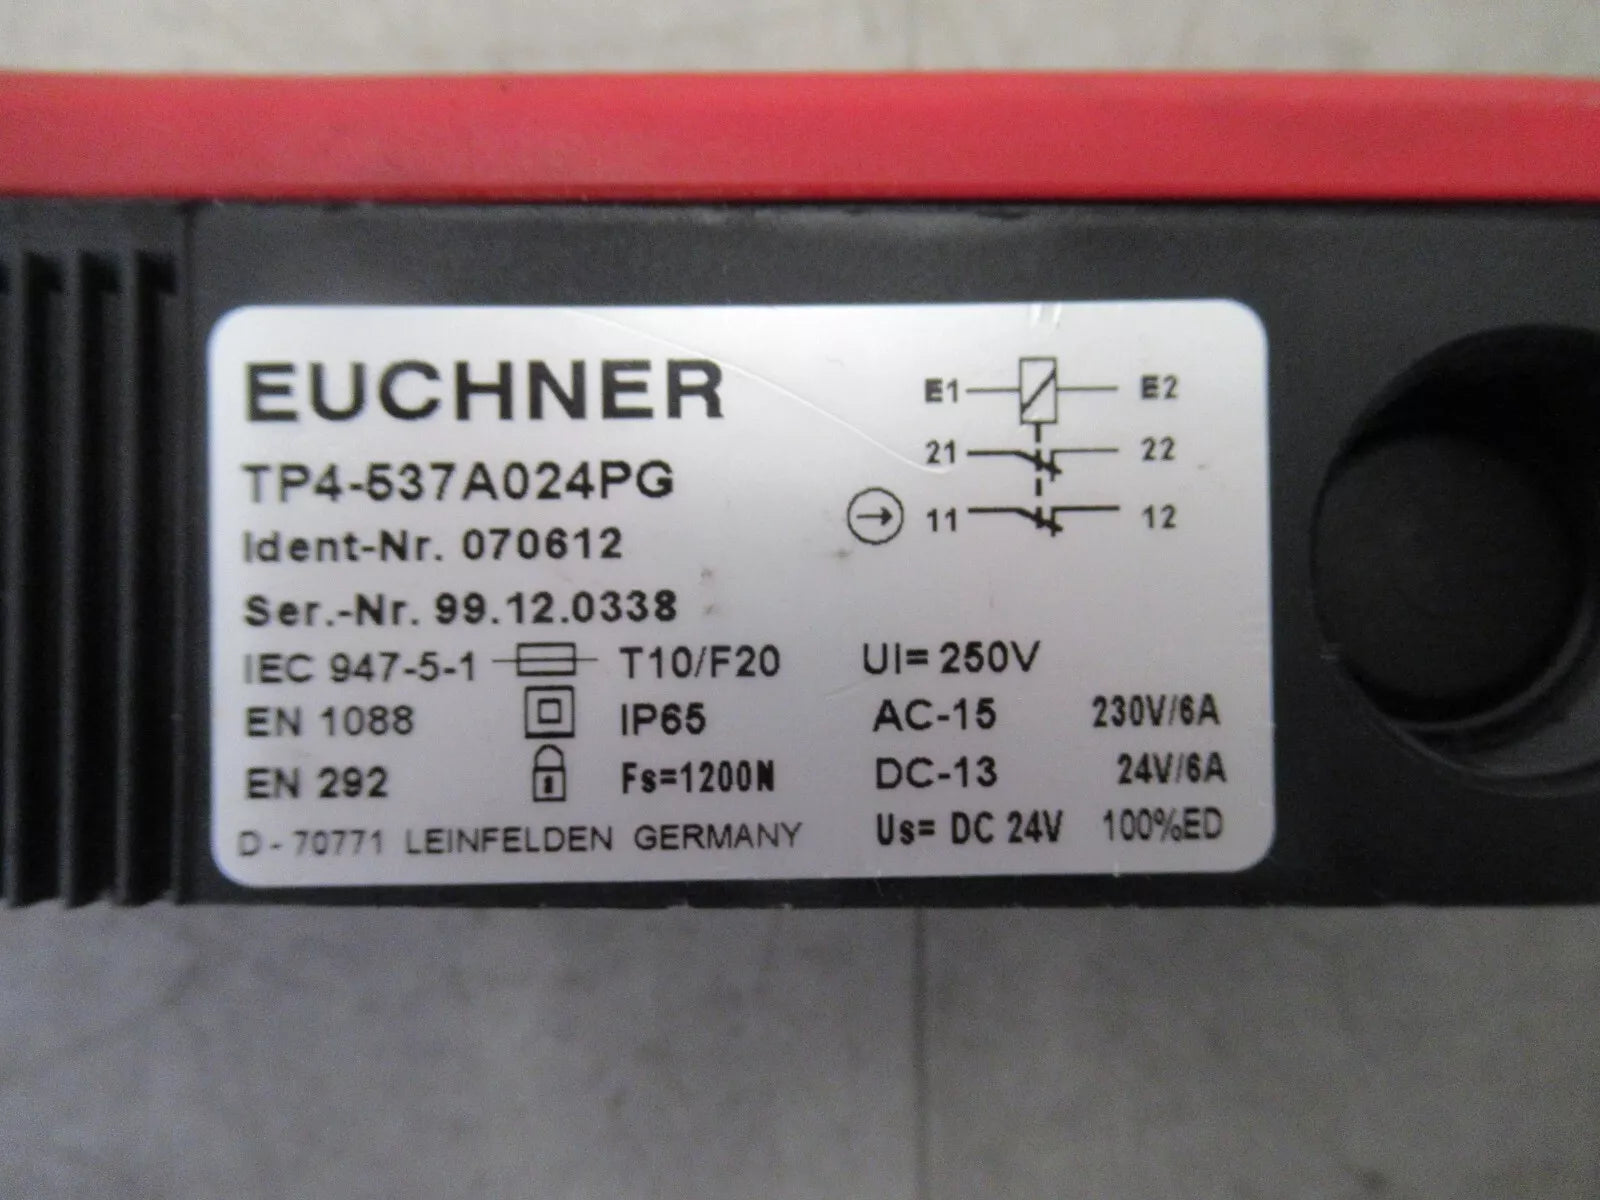 EUCHNER
TP4-537A024PG
Ident-Nr. 070612
Ser.-Nr. 99.12.0338
E1 E2
21 22
11 12
IEC 947-5-1 T10/F20 UI= 250V
EN 1088 IP65 AC-15 230V/6A
EN 292 Fs=1200N DC-13 24V/6A
D - 70771 LEINFELDEN GERMANY Us= DC 24V 100%ED